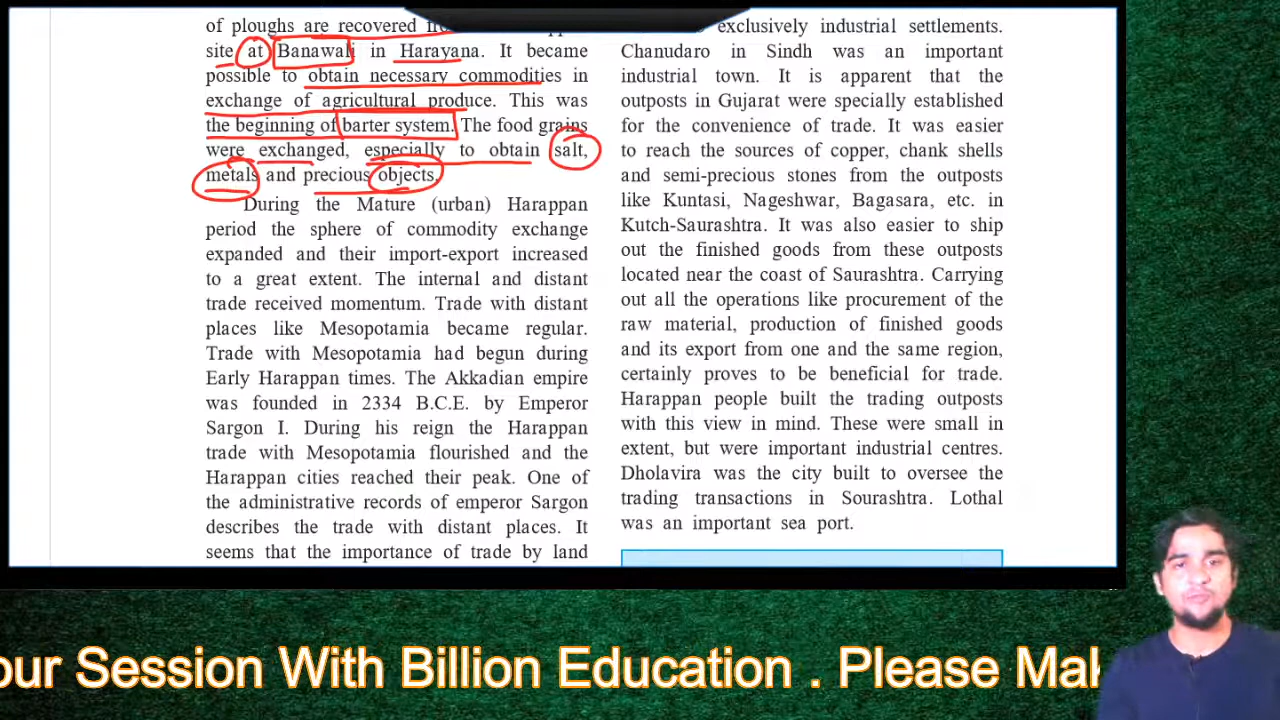 of ploughs are recovered
site at Banawali in Harayana. It became
possible to obtain necessary commodities in
exchange of agricultural produce. This was
the beginning of barter system. The food grains
were exchanged, especially to obtain salt,
metals and precious objects.
During the Mature (urban) Harappan
period the sphere of commodity exchange
expanded and their import-export increased
to a great extent. The internal and distant
trade received momentum. Trade with distant
places like Mesopotamia became regular.
Trade with Mesopotamia had begun during
Early Harappan times. The Akkadian empire
was founded in 2334 B.C.E. by Emperor
Sargon I. During his reign the Harappan
trade with Mesopotamia flourished and the
Harappan cities reached their peak. One of
the administrative records of emperor Sargon
describes the trade with distant places. It
seems that the importance of trade by land
exclusively industrial settlements.
Chanudaro in Sindh was an important
industrial town. It is apparent that the
outposts in Gujarat were specially established
for the convenience of trade. It was easier
to reach the sources of copper, chank shells
and semi-precious stones from the outposts
like Kuntasi, Nageshwar, Bagasara, etc. in
Kutch-Saurashtra. It was also easier to ship
out the finished goods from these outposts
located near the coast of Saurashtra. Carrying
out all the operations like procurement of the
raw material, production of finished goods
and its export from one and the same region,
certainly proves to be beneficial for trade.
Harappan people built the trading outposts
with this view in mind. These were small in
extent, but were important industrial centres.
Dholavira was the city built to oversee the
trading transactions in Sourashtra. Lothal
was an important sea port.
our Session With Billion Education . Please Mak